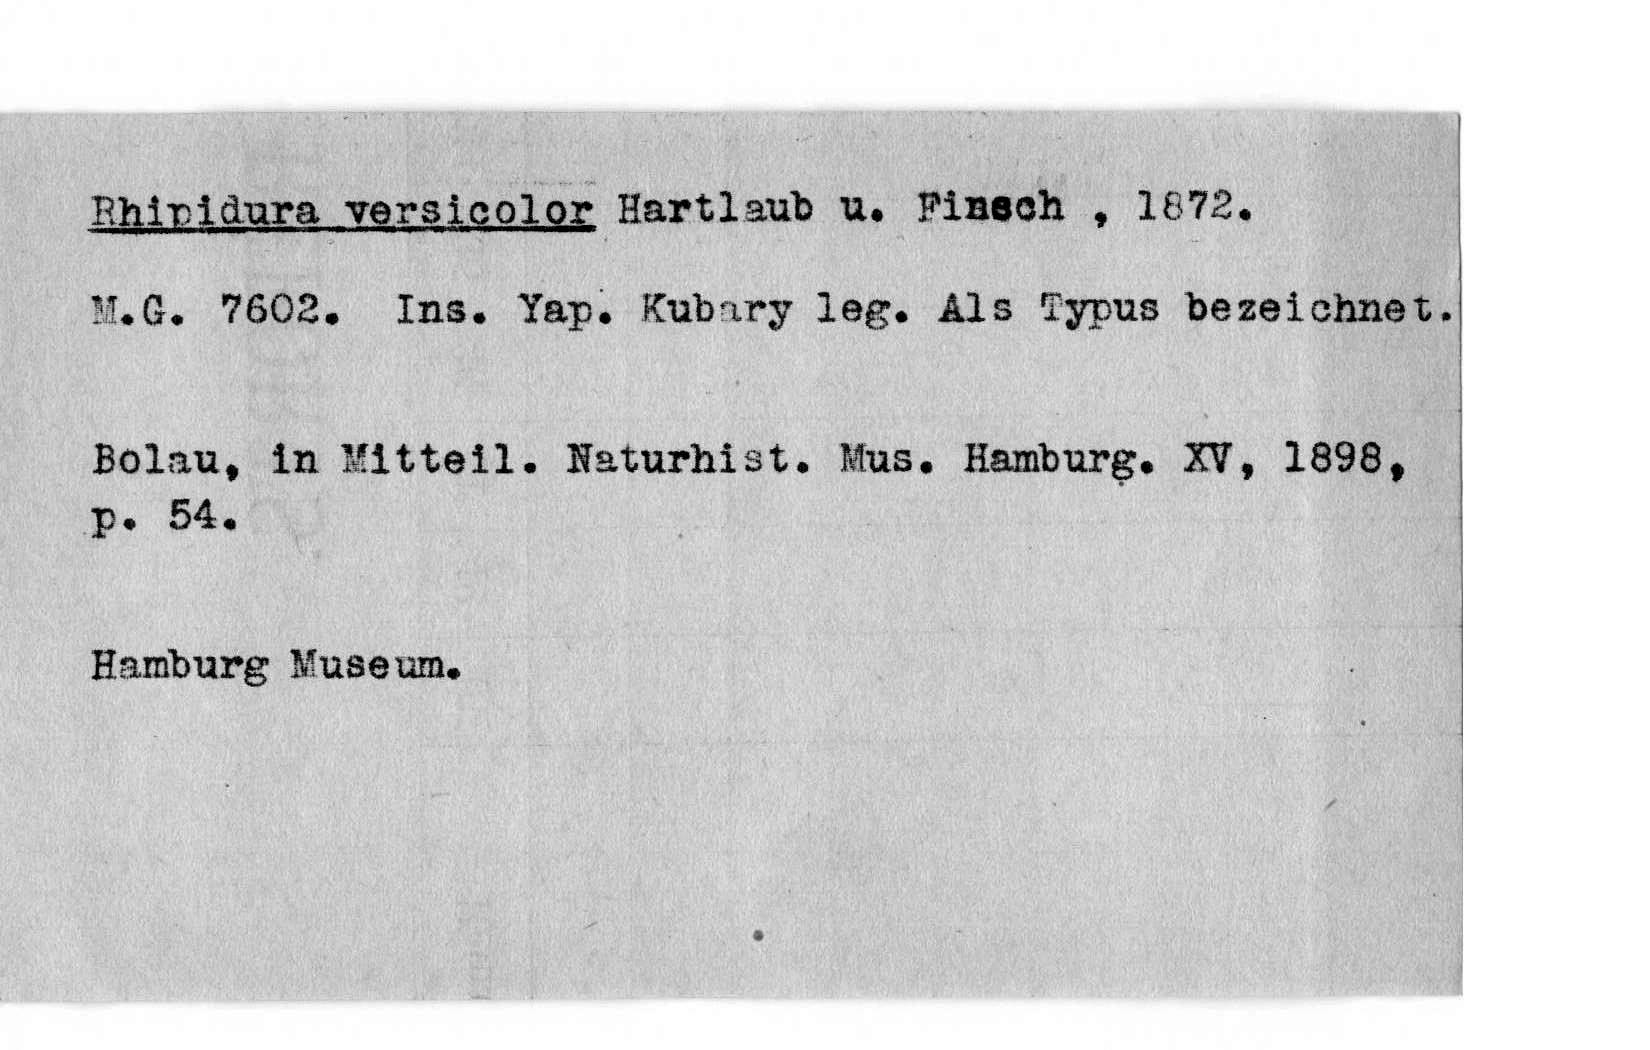 Rhipidura versicolor Hartlaub u. Finsch , 1872.
M.G. 7602. Ins. Yap. Kubary leg. Als Typus bezeichnet.
Bolau, in Mitteil. Naturhist. Mus. Hamburg. XV, 1898,
p. 54.
Hamburg Museum.